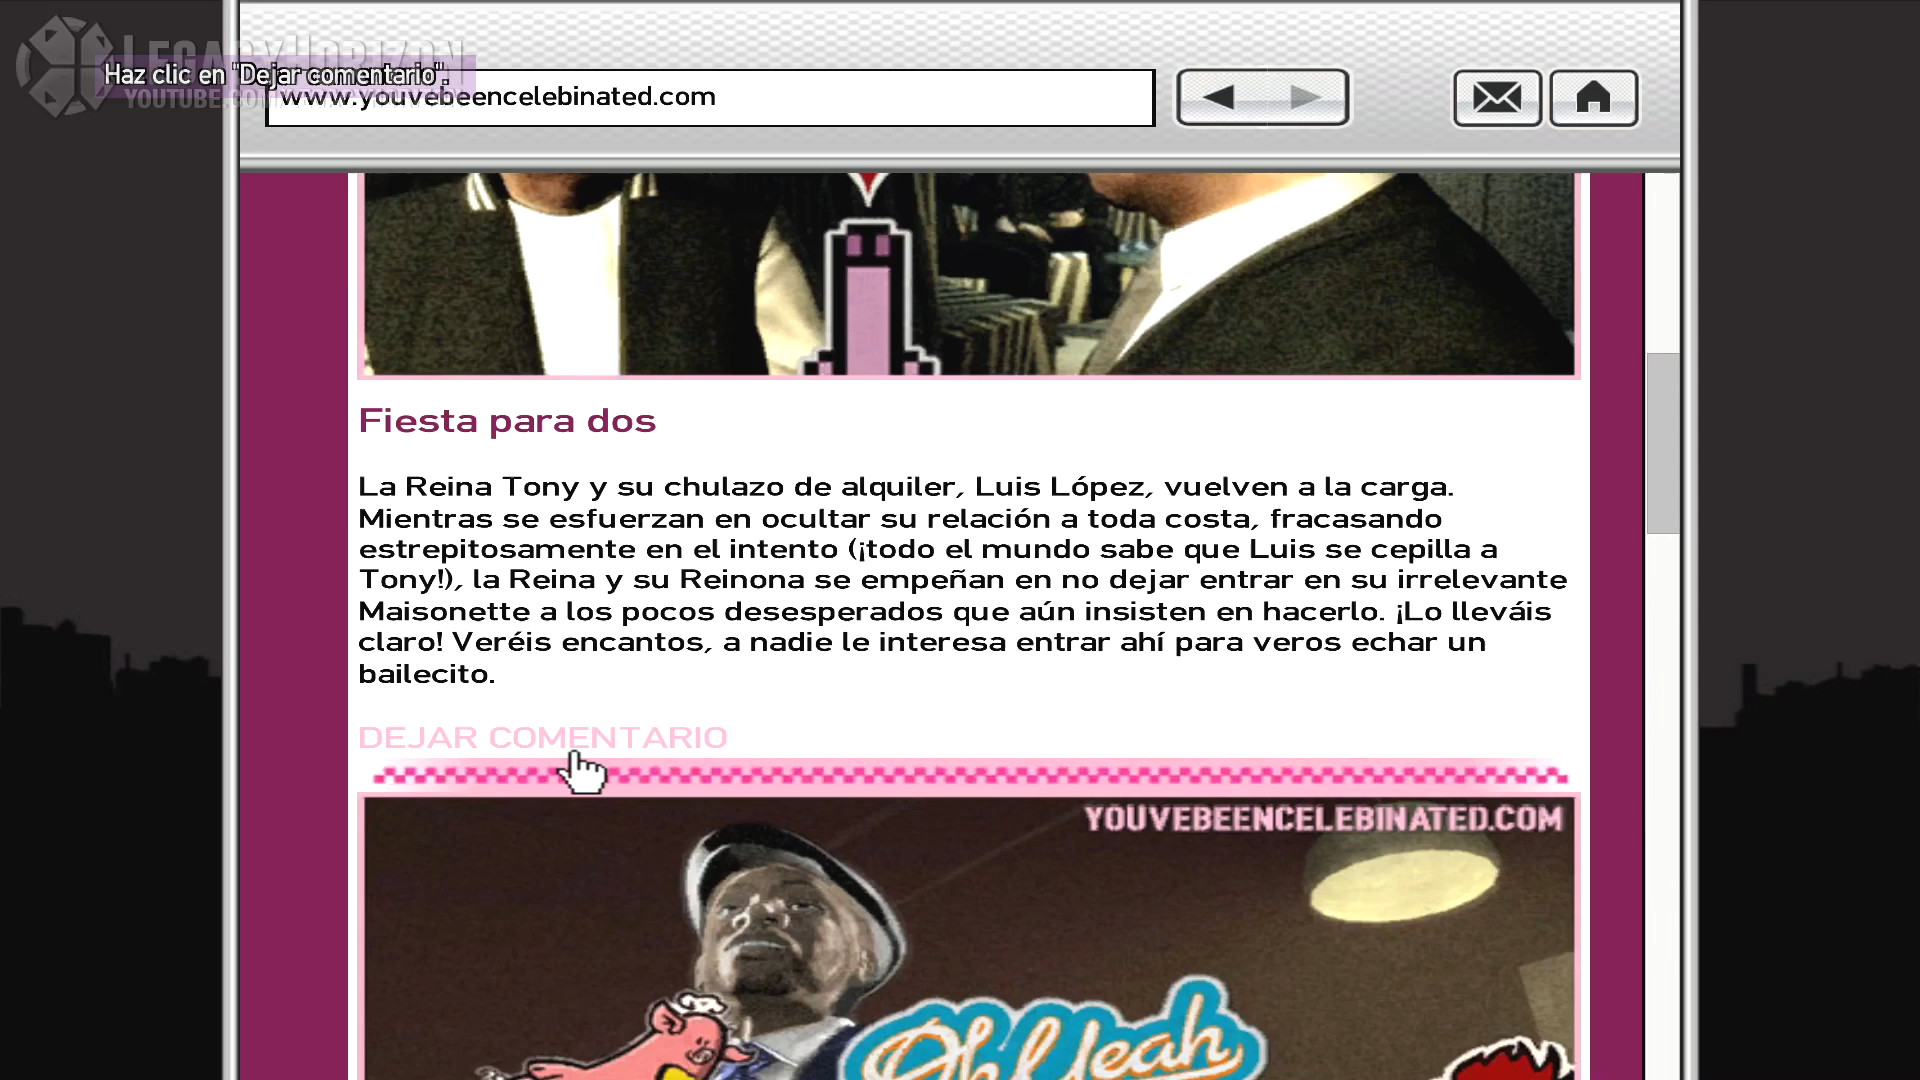 LEGACYHORIZON
Haz clic en "Dejar comentario".
www.youvebeencelebinated.com
Fiesta para dos
La Reina Tony y su chulazo de alquiler, Luis López, vuelven a la carga.
Mientras se esfuerzan en ocultar su relación a toda costa, fracasando
estrepitosamente en el intento (¡todo el mundo sabe que Luis se cepilla a
Tony!), la Reina y su Reinona se empeñan en no dejar entrar en su irrelevante
Maisonette a los pocos desesperados que aún insisten en hacerlo. ¡Lo lleváis
claro! Veréis encantos, a nadie le interesa entrar ahí para veros echar un
bailecito.
DEJAR COMENTARIO
YOUVEBEENCELEBINATED.COM
Oh Yeah